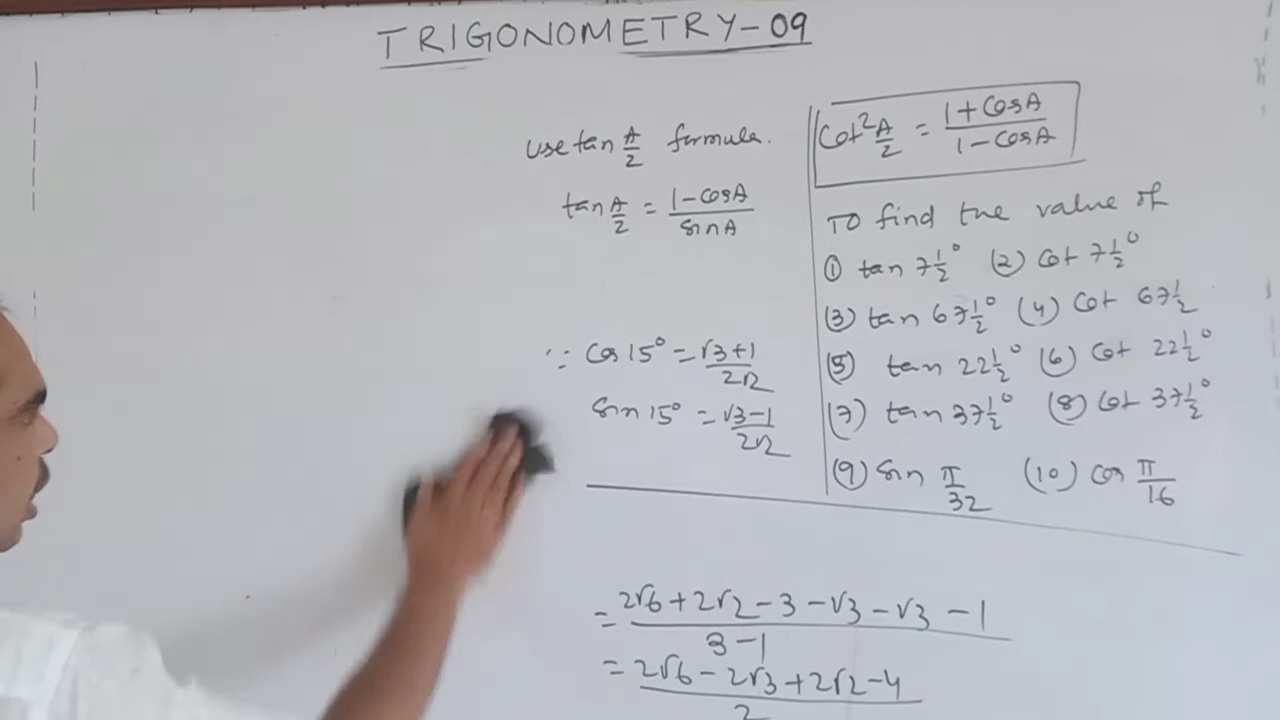 TRIGONOMETRY-09
use tan A/2 formula.
tan A/2 = 1-cosA/sinA
∵ cos 15° = √3+1/2√2
sin 15° = √3-1/2√2
cot² A/2 = 1+cosA/1-cosA
To find the value of
① tan 7½° (2) cot 7½°
(3) tan 67½° (4) cot 67½
(5) tan 22½° (6) cot 22½°
(7) tan 37½° (8) cot 37½°
(9) sin π/32 (10) cos π/16
= 2√6+2√2-3-√3-√3-1/3-1
= 2√6-2√3+2√2-4/2